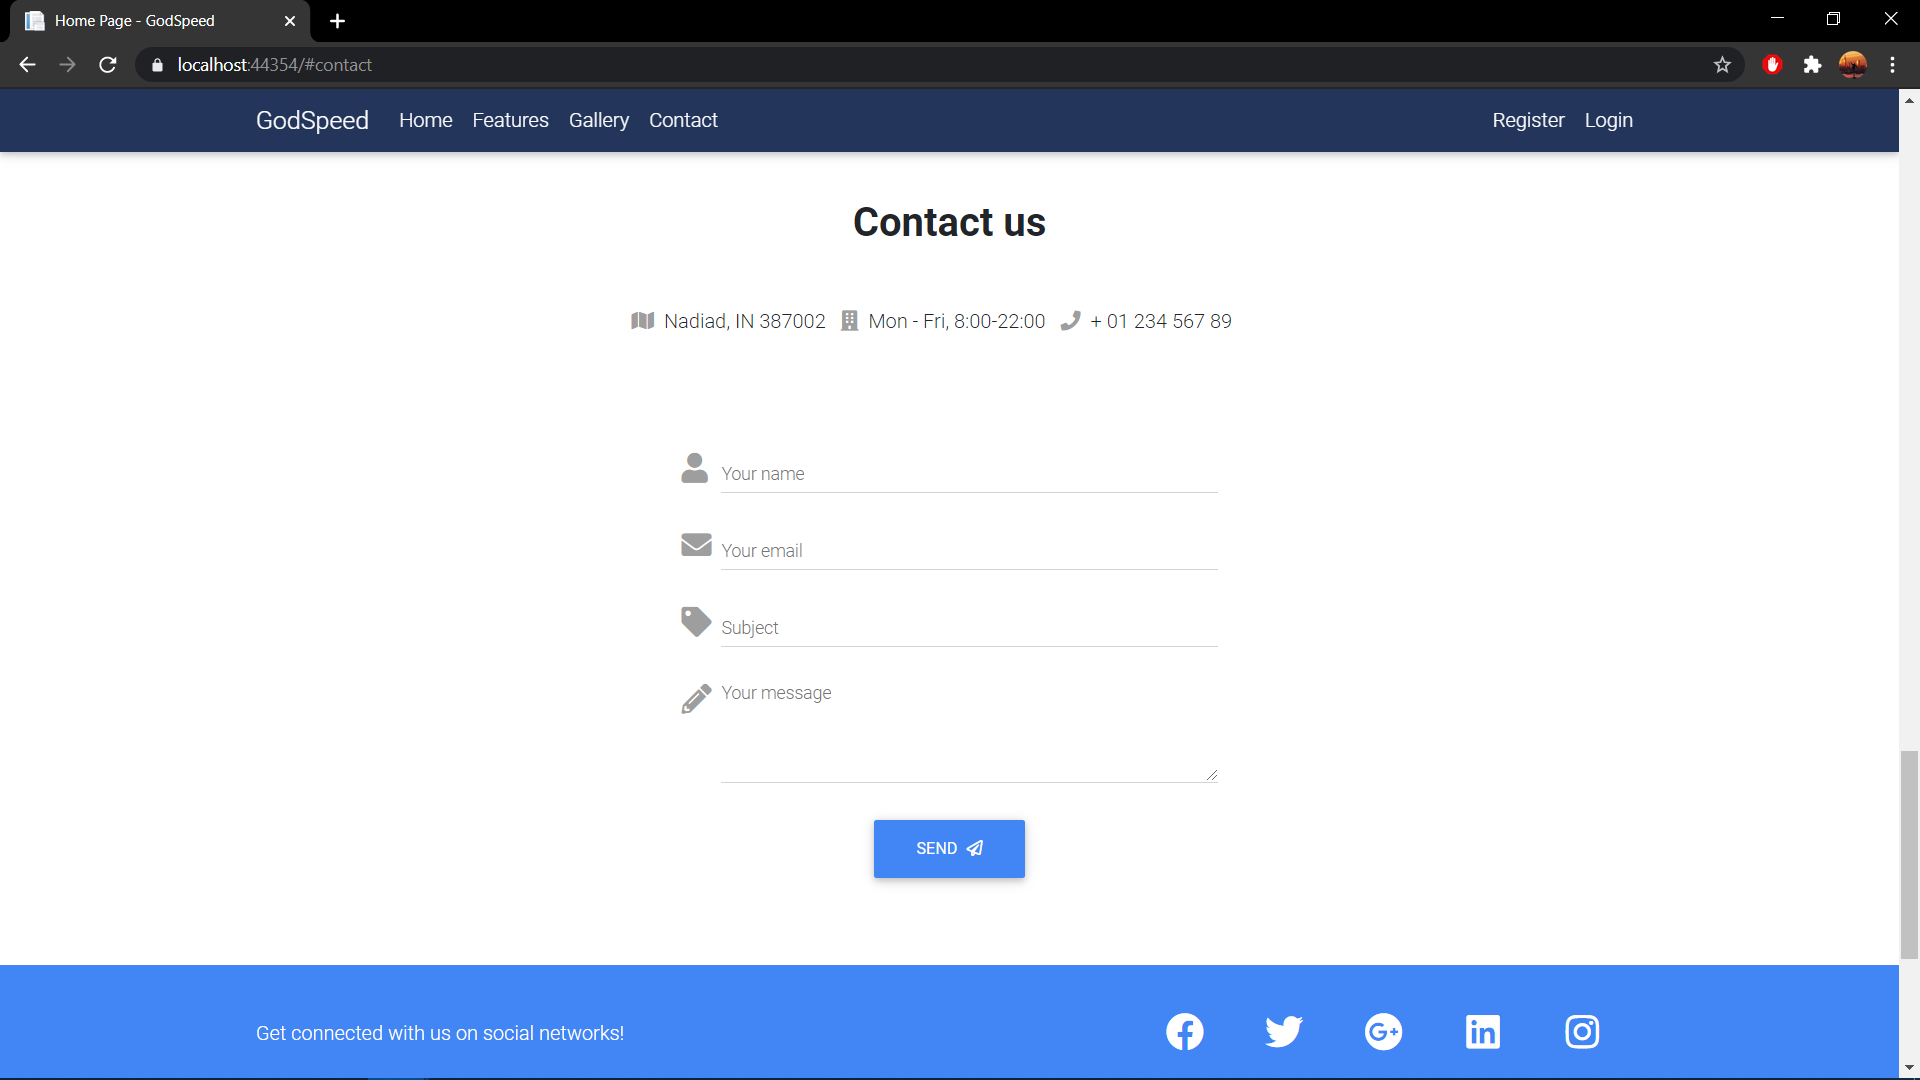 Home Page - GodSpeed
localhost:44354/#contact
GodSpeed Home Features Gallery Contact Register Login
Contact us
Nadiad, IN 387002 Mon - Fri, 8:00-22:00 + 01 234 567 89
Your name
Your email
Subject
Your message
SEND
Get connected with us on social networks!